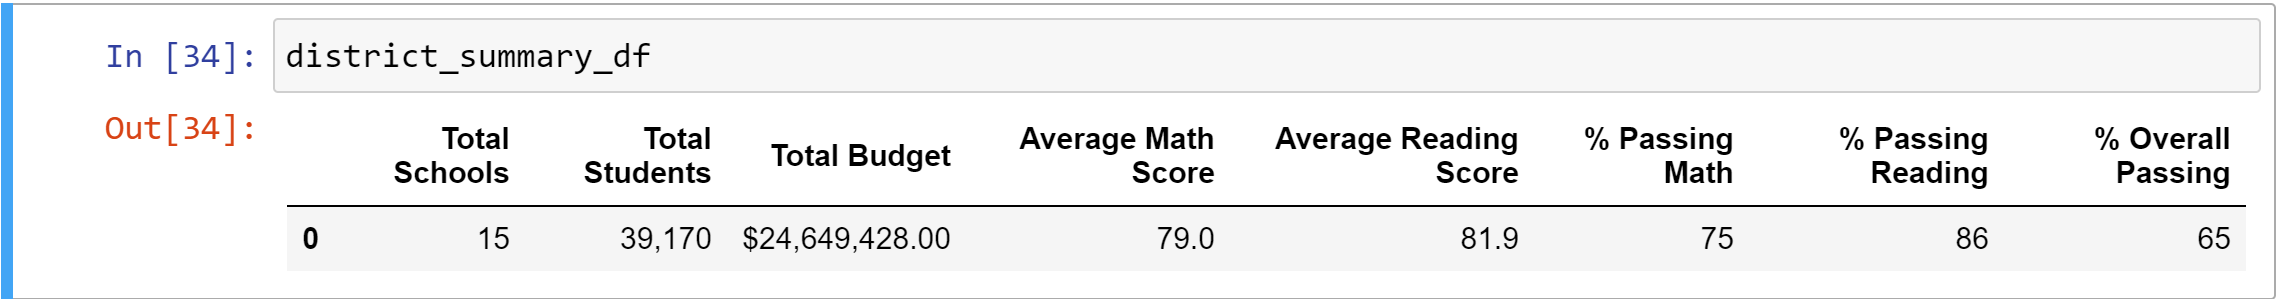 In [34]: district_summary_df
Out[34]:
Total Schools Total Students Total Budget Average Math Score Average Reading Score % Passing Math % Passing Reading % Overall Passing
0 15 39,170 $24,649,428.00 79.0 81.9 75 86 65